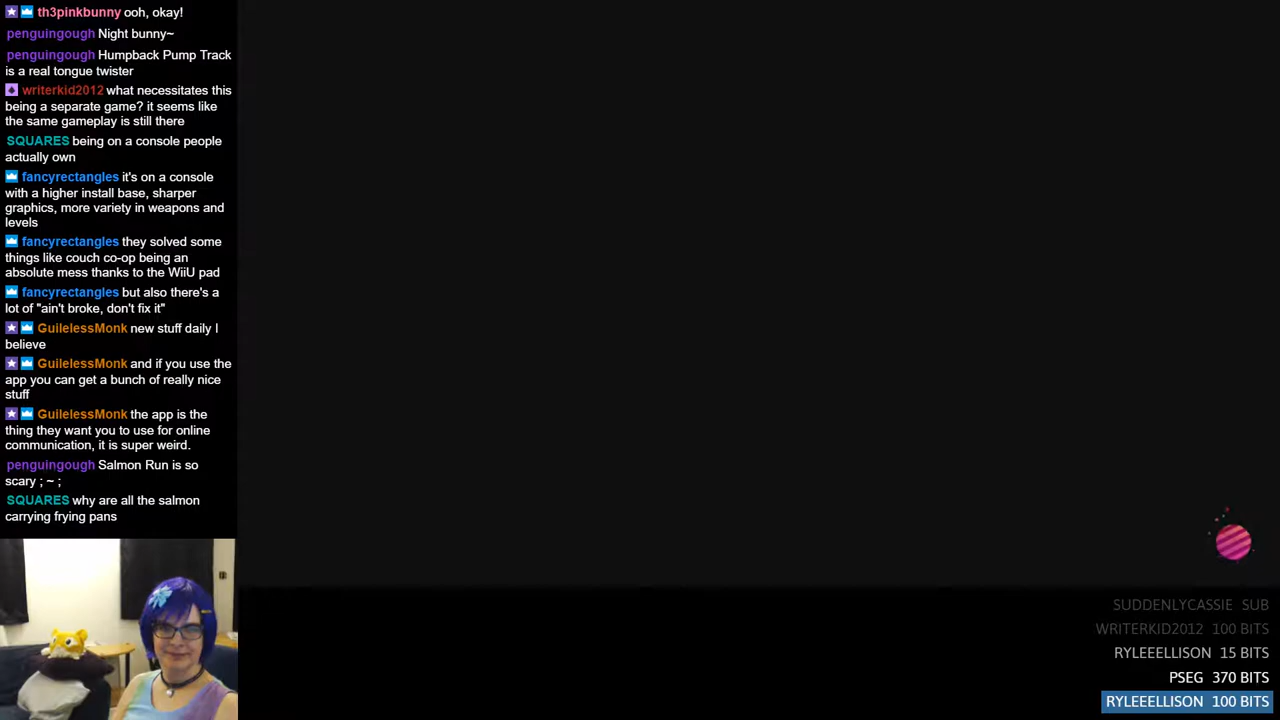 th3pinkbunny ooh, okay!
penguingough Night bunny~
penguingough Humpback Pump Track
is a real tongue twister
writerkid2012 what necessitates this
being a separate game? it seems like
the same gameplay is still there
SQUARES being on a console people
actually own
fancyrectangles it's on a console
with a higher install base, sharper
graphics, more variety in weapons and
levels
fancyrectangles they solved some
things like couch co-op being an
absolute mess thanks to the WiiU pad
fancyrectangles but also there's a
lot of "ain't broke, don't fix it"
GuilelessMonk new stuff daily I
believe
GuilelessMonk and if you use the
app you can get a bunch of really nice
stuff
GuilelessMonk the app is the
thing they want you to use for online
communication, it is super weird.
penguingough Salmon Run is so
scary ; ~ ;
SQUARES why are all the salmon
carrying frying pans
SUDDENLYCASSIE SUB
WRITERKID2012 100 BITS
RYLEEELLISON 15 BITS
PSEG 370 BITS
RYLEEELLISON 100 BITS